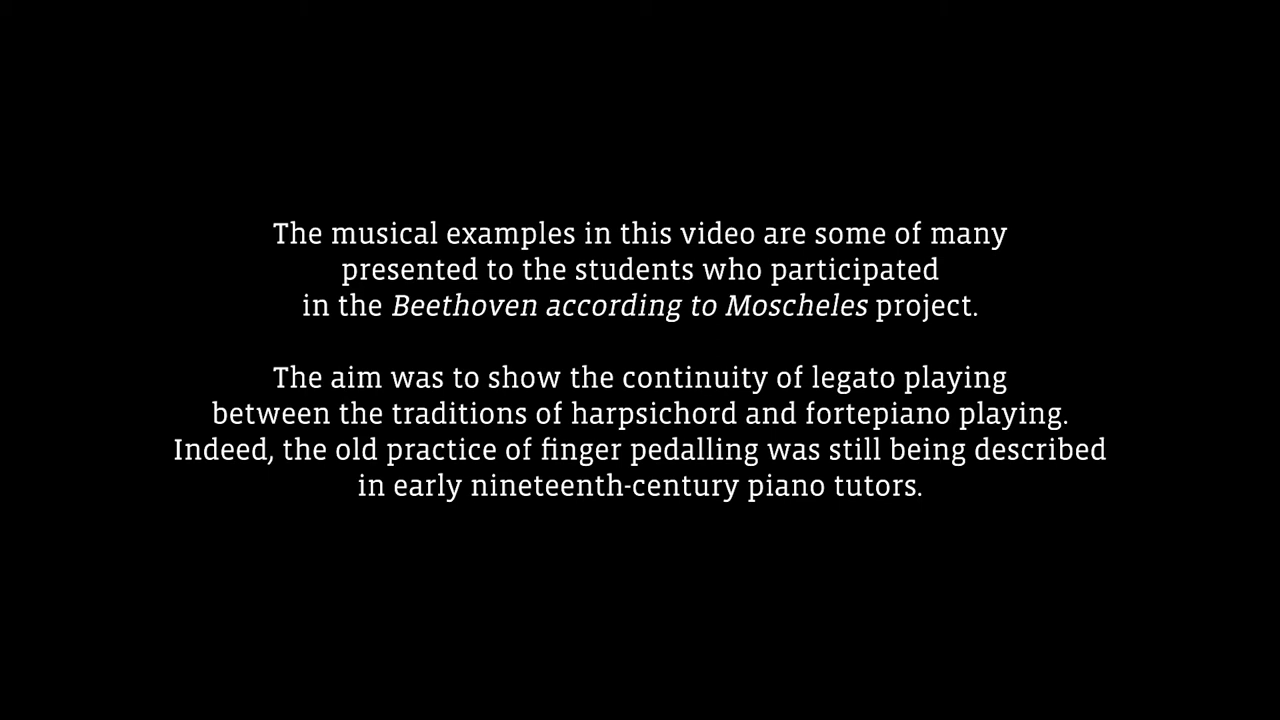 The musical examples in this video are some of many
presented to the students who participated
in the Beethoven according to Moscheles project.
The aim was to show the continuity of legato playing
between the traditions of harpsichord and fortepiano playing.
Indeed, the old practice of finger pedalling was still being described
in early nineteenth-century piano tutors.